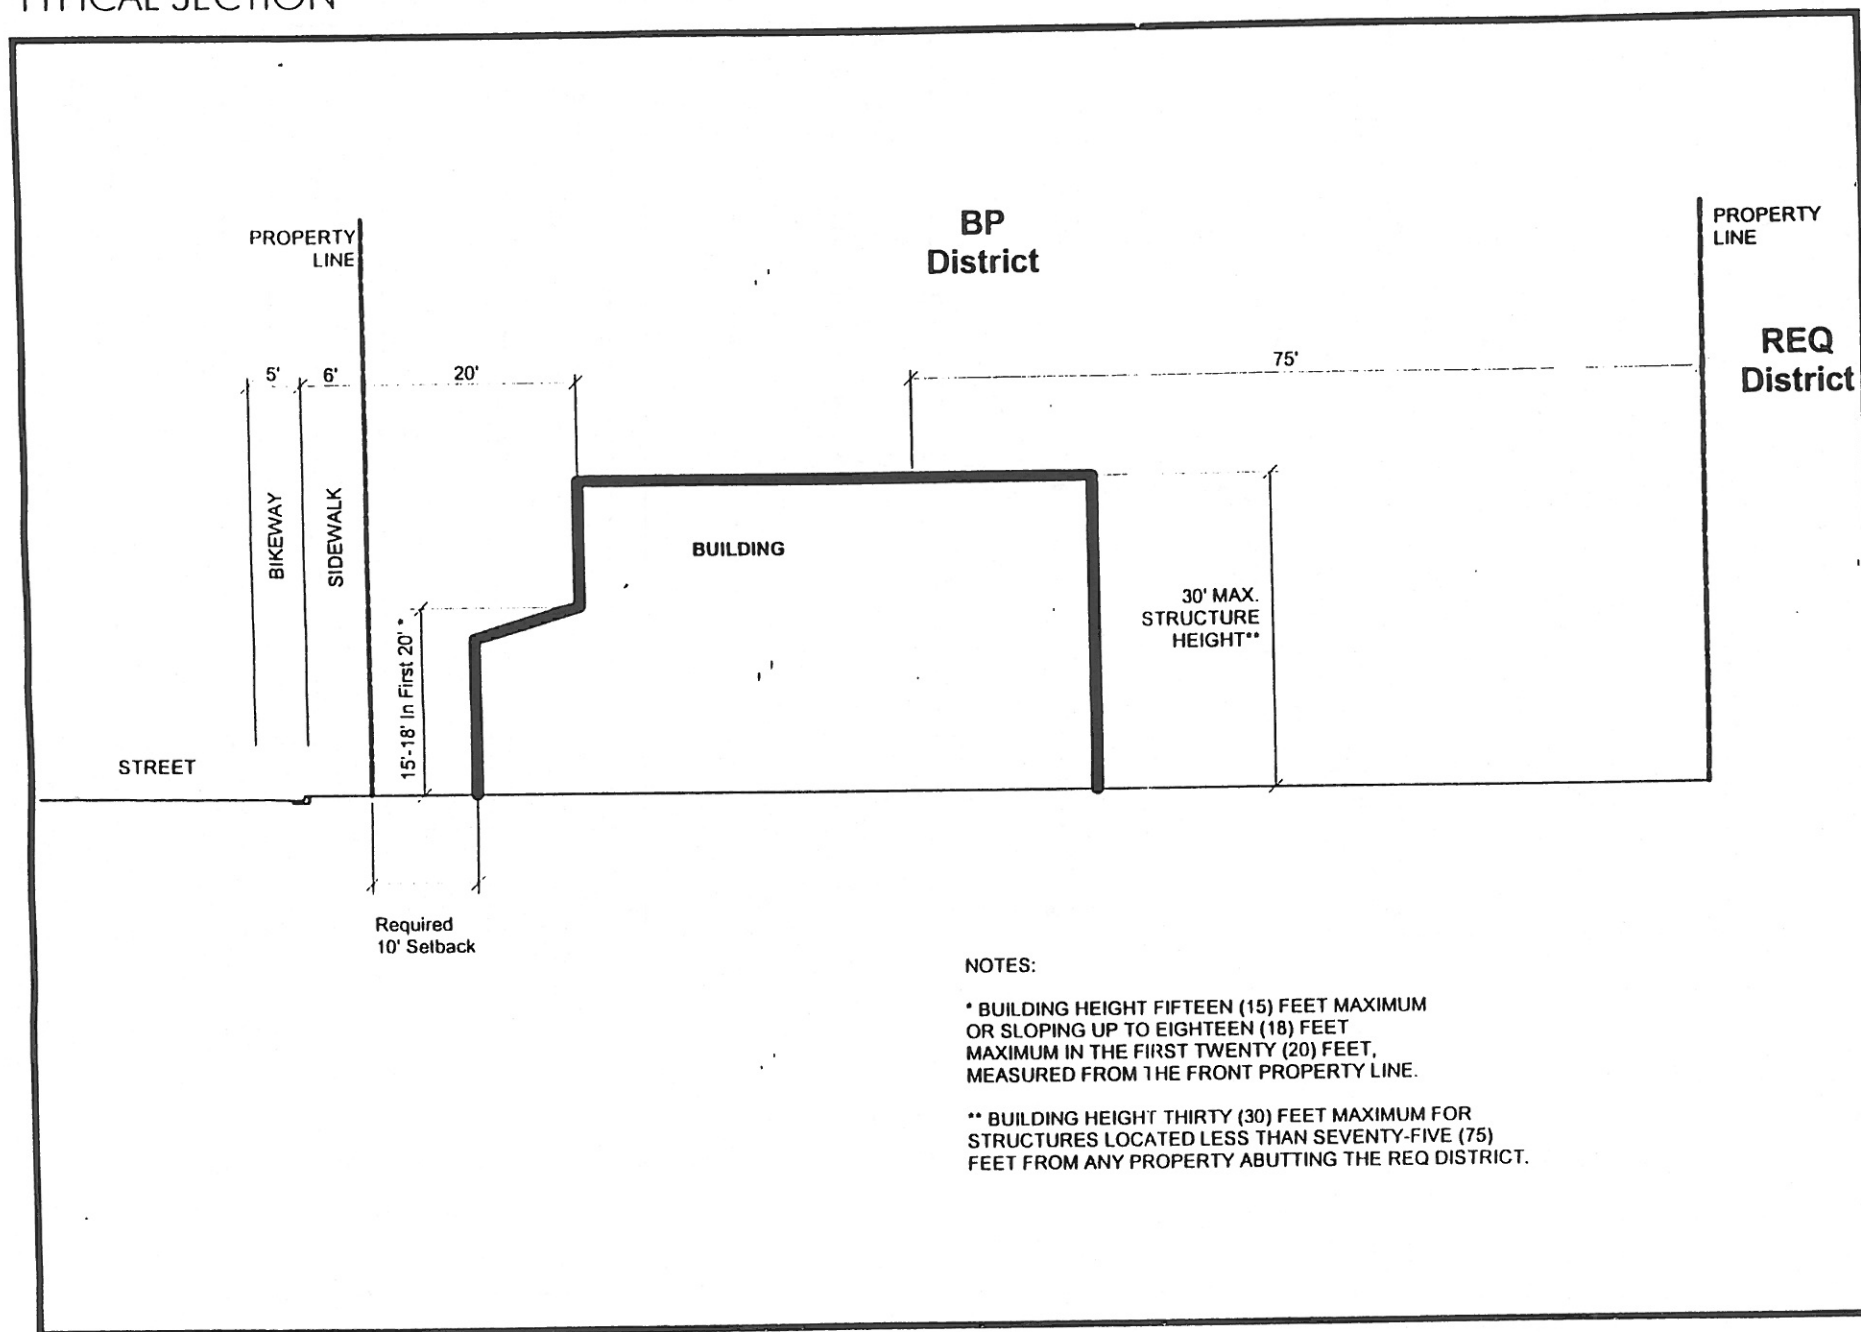 TYPICAL SECTION
BP
District
PROPERTY
LINE
PROPERTY
LINE
REQ
District
5'
6'
20'
75'
BIKEWAY
SIDEWALK
BUILDING
15'-18' In First 20' *
30' MAX.
STRUCTURE
HEIGHT**
STREET
Required
10' Setback
NOTES:
* BUILDING HEIGHT FIFTEEN (15) FEET MAXIMUM
OR SLOPING UP TO EIGHTEEN (18) FEET
MAXIMUM IN THE FIRST TWENTY (20) FEET,
MEASURED FROM THE FRONT PROPERTY LINE.
** BUILDING HEIGHT THIRTY (30) FEET MAXIMUM FOR
STRUCTURES LOCATED LESS THAN SEVENTY-FIVE (75)
FEET FROM ANY PROPERTY ABUTTING THE REQ DISTRICT.